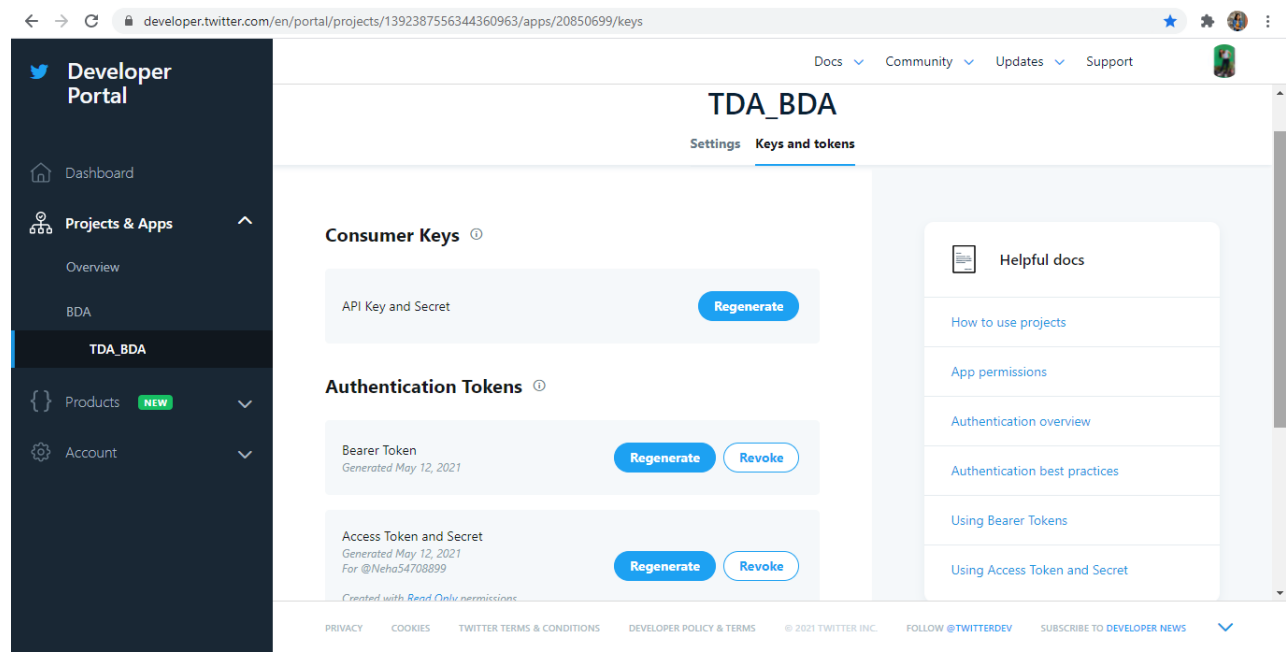 developer.twitter.com/en/portal/projects/1392387556344360963/apps/20850699/keys
Developer
Portal
Docs
Community
Updates
Support
TDA_BDA
Settings
Keys and tokens
Dashboard
Projects & Apps
Overview
BDA
TDA_BDA
{ } Products NEW
Account
Consumer Keys
API Key and Secret
Regenerate
Authentication Tokens
Bearer Token
Generated May 12, 2021
Regenerate
Revoke
Access Token and Secret
Generated May 12, 2021
For @Neha54708899
Regenerate
Revoke
Created with Read Only permissions
Helpful docs
How to use projects
App permissions
Authentication overview
Authentication best practices
Using Bearer Tokens
Using Access Token and Secret
PRIVACY
COOKIES
TWITTER TERMS & CONDITIONS
DEVELOPER POLICY & TERMS
© 2021 TWITTER INC.
FOLLOW @TWITTERDEV
SUBSCRIBE TO DEVELOPER NEWS